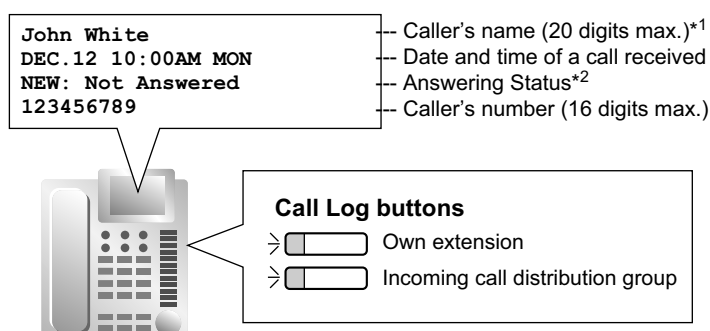 John White --- Caller's name (20 digits max.)*1
DEC.12 10:00AM MON --- Date and time of a call received
NEW: Not Answered --- Answering Status*2
123456789 --- Caller's number (16 digits max.)
Call Log buttons
Own extension
Incoming call distribution group